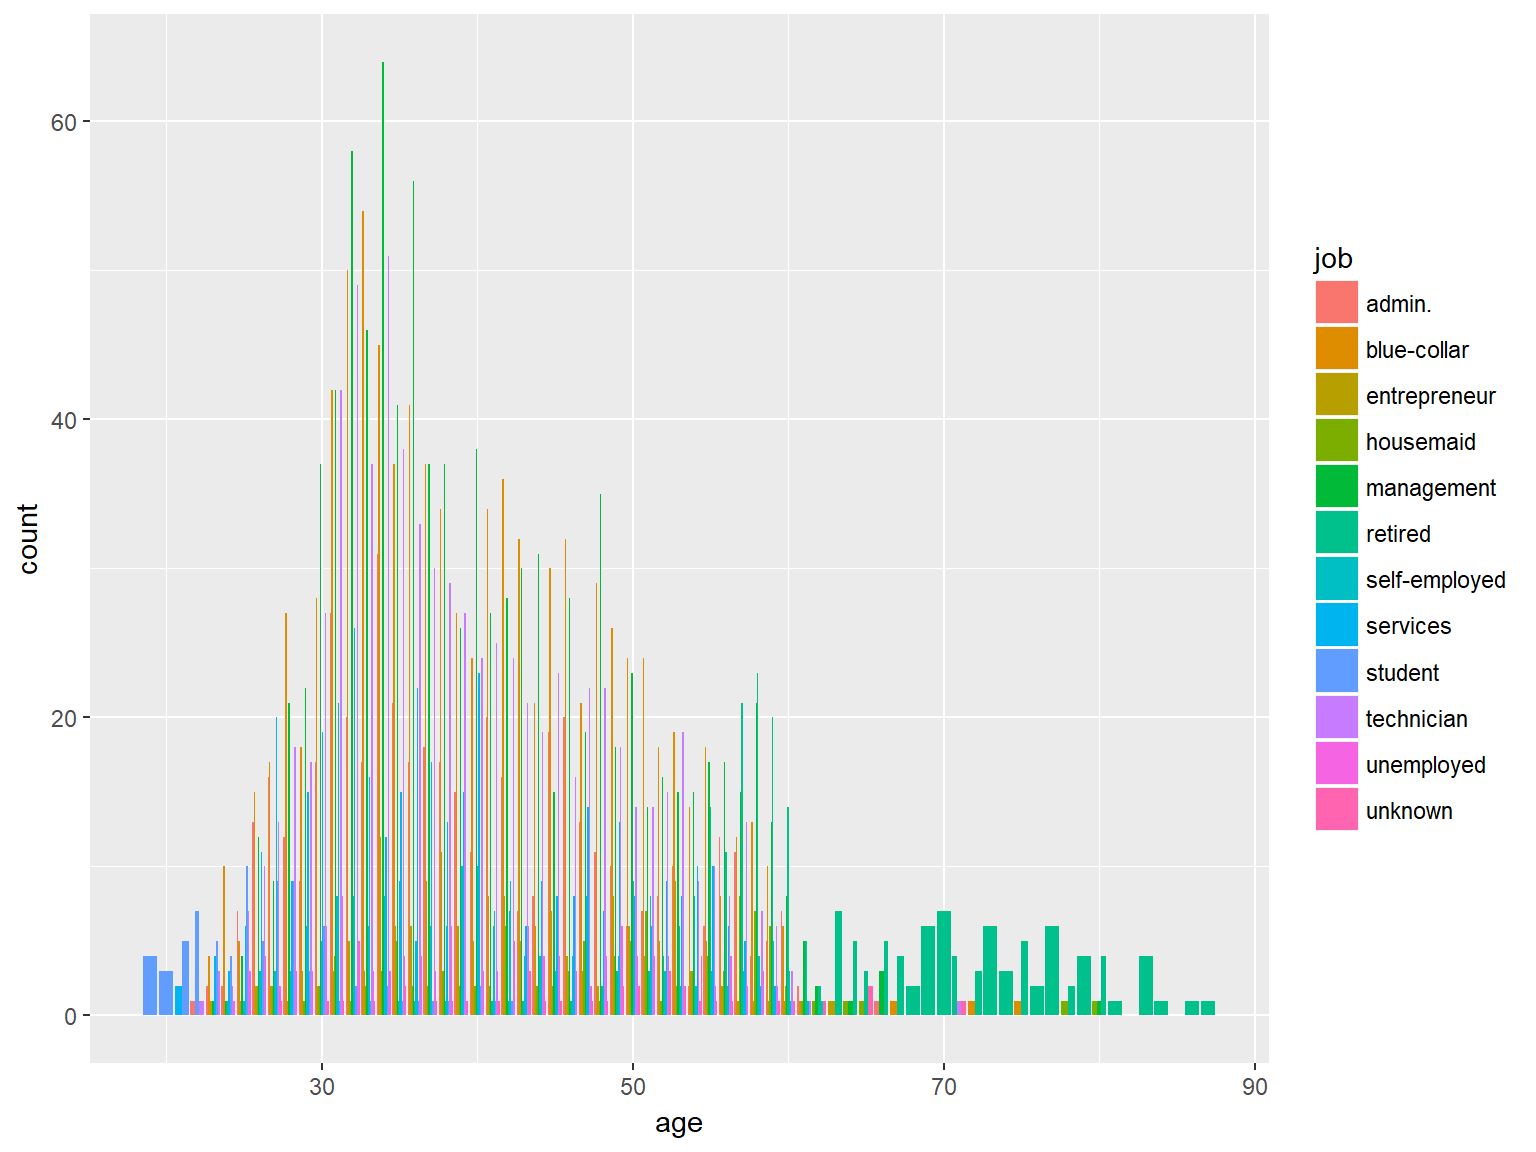 60
40
20
0
count
30
50
70
90
age
job
admin.
blue-collar
entrepreneur
housemaid
management
retired
self-employed
services
student
technician
unemployed
unknown